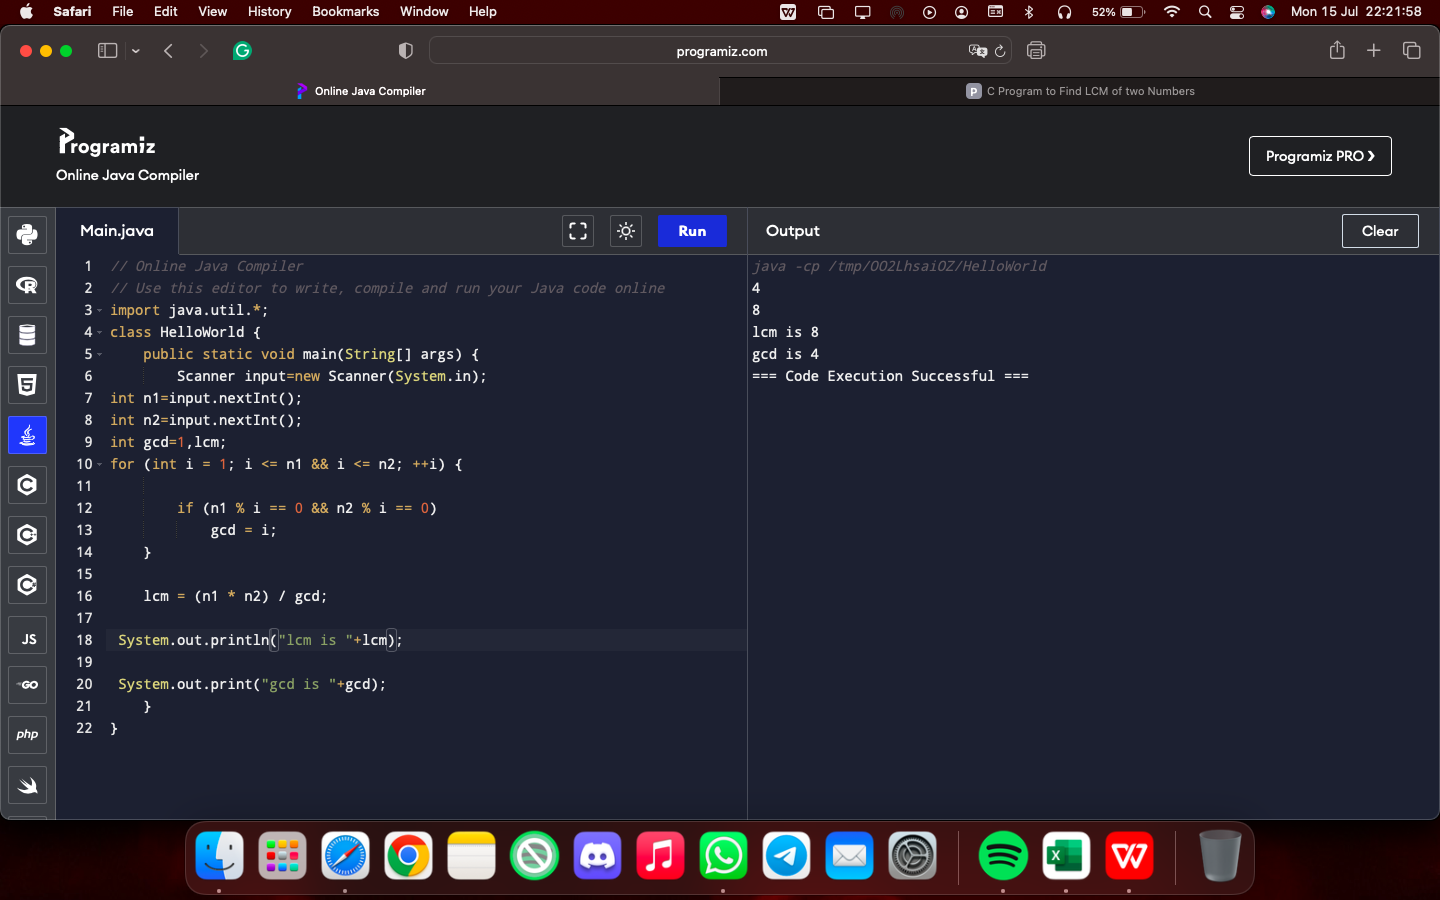 Safari File Edit View History Bookmarks Window Help 52% Mon 15 Jul 22:21:58
programiz.com
Online Java Compiler
C Program to Find LCM of two Numbers
Programiz
Online Java Compiler
Programiz PRO ❯
Main.java
Run
Output
Clear
1 // Online Java Compiler
2 // Use this editor to write, compile and run your Java code online
3 import java.util.*;
4 class HelloWorld {
5 public static void main(String[] args) {
6 Scanner input=new Scanner(System.in);
7 int n1=input.nextInt();
8 int n2=input.nextInt();
9 int gcd=1,lcm;
10 for (int i = 1; i <= n1 && i <= n2; ++i) {
11
12 if (n1 % i == 0 && n2 % i == 0)
13 gcd = i;
14 }
15
16 lcm = (n1 * n2) / gcd;
17
18 System.out.println("lcm is "+lcm);
19
20 System.out.print("gcd is "+gcd);
21 }
22 }
java -cp /tmp/OO2LhsaiOZ/HelloWorld
4
8
lcm is 8
gcd is 4
=== Code Execution Successful ===
JS
GO
php